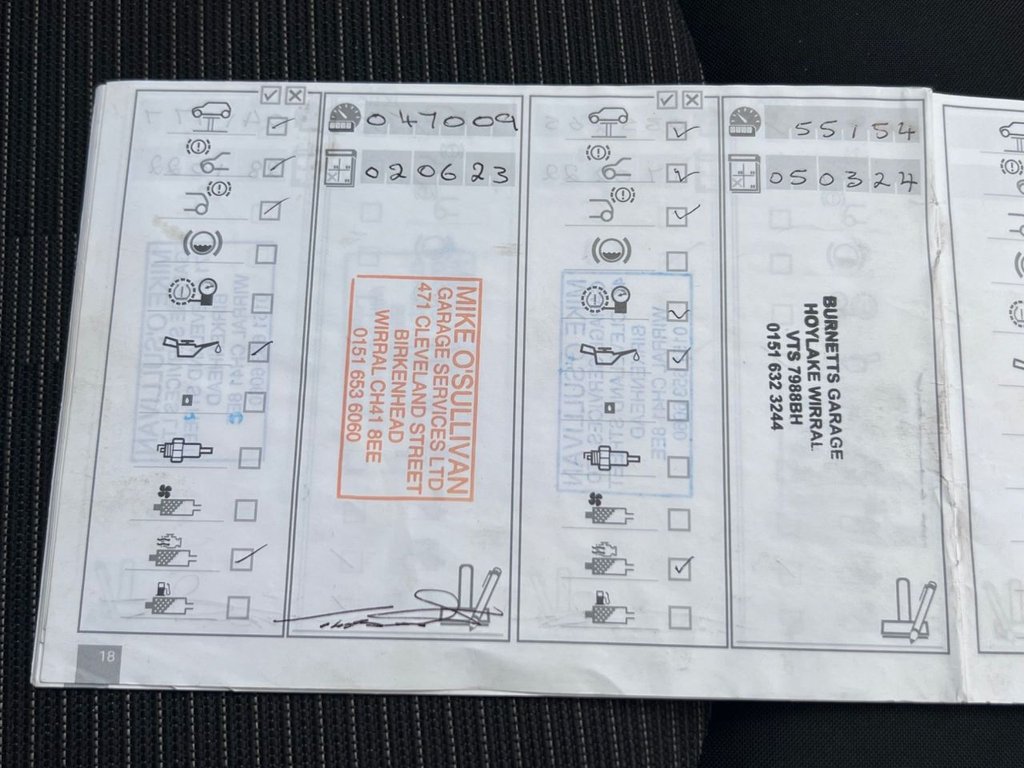 047009
020623
MIKE O'SULLIVAN
GARAGE SERVICES LTD
471 CLEVELAND STREET
BIRKENHEAD
WIRRAL CH41 8EE
0151 653 6060
55154
050324
BURNETTS GARAGE
HOYLAKE WIRRAL
VTS 7988BH
0151 632 3244
18